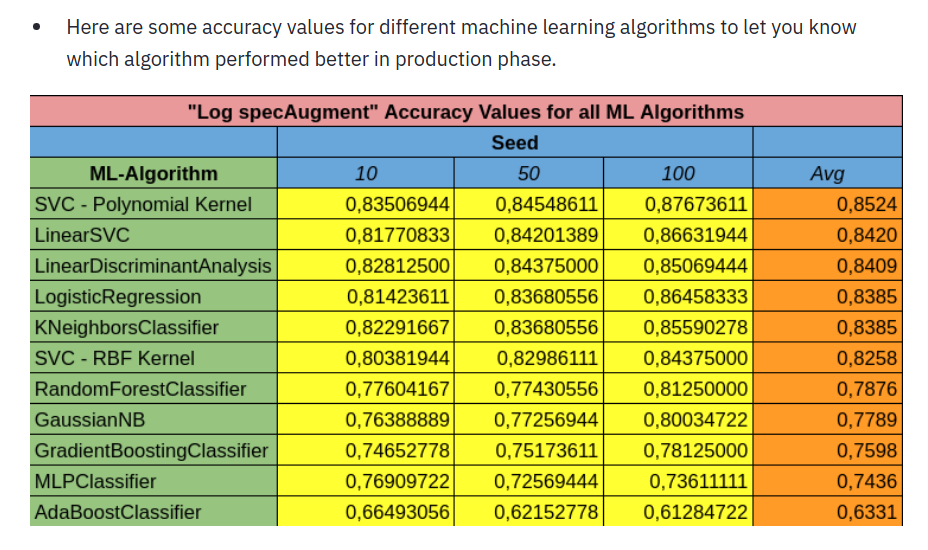 Here are some accuracy values for different machine learning algorithms to let you know
which algorithm performed better in production phase.
"Log specAugment" Accuracy Values for all ML Algorithms
Seed
ML-Algorithm 10 50 100 Avg
SVC - Polynomial Kernel 0,83506944 0,84548611 0,87673611 0,8524
LinearSVC 0,81770833 0,84201389 0,86631944 0,8420
LinearDiscriminantAnalysis 0,82812500 0,84375000 0,85069444 0,8409
LogisticRegression 0,81423611 0,83680556 0,86458333 0,8385
KNeighborsClassifier 0,82291667 0,83680556 0,85590278 0,8385
SVC - RBF Kernel 0,80381944 0,82986111 0,84375000 0,8258
RandomForestClassifier 0,77604167 0,77430556 0,81250000 0,7876
GaussianNB 0,76388889 0,77256944 0,80034722 0,7789
GradientBoostingClassifier 0,74652778 0,75173611 0,78125000 0,7598
MLPClassifier 0,76909722 0,72569444 0,73611111 0,7436
AdaBoostClassifier 0,66493056 0,62152778 0,61284722 0,6331